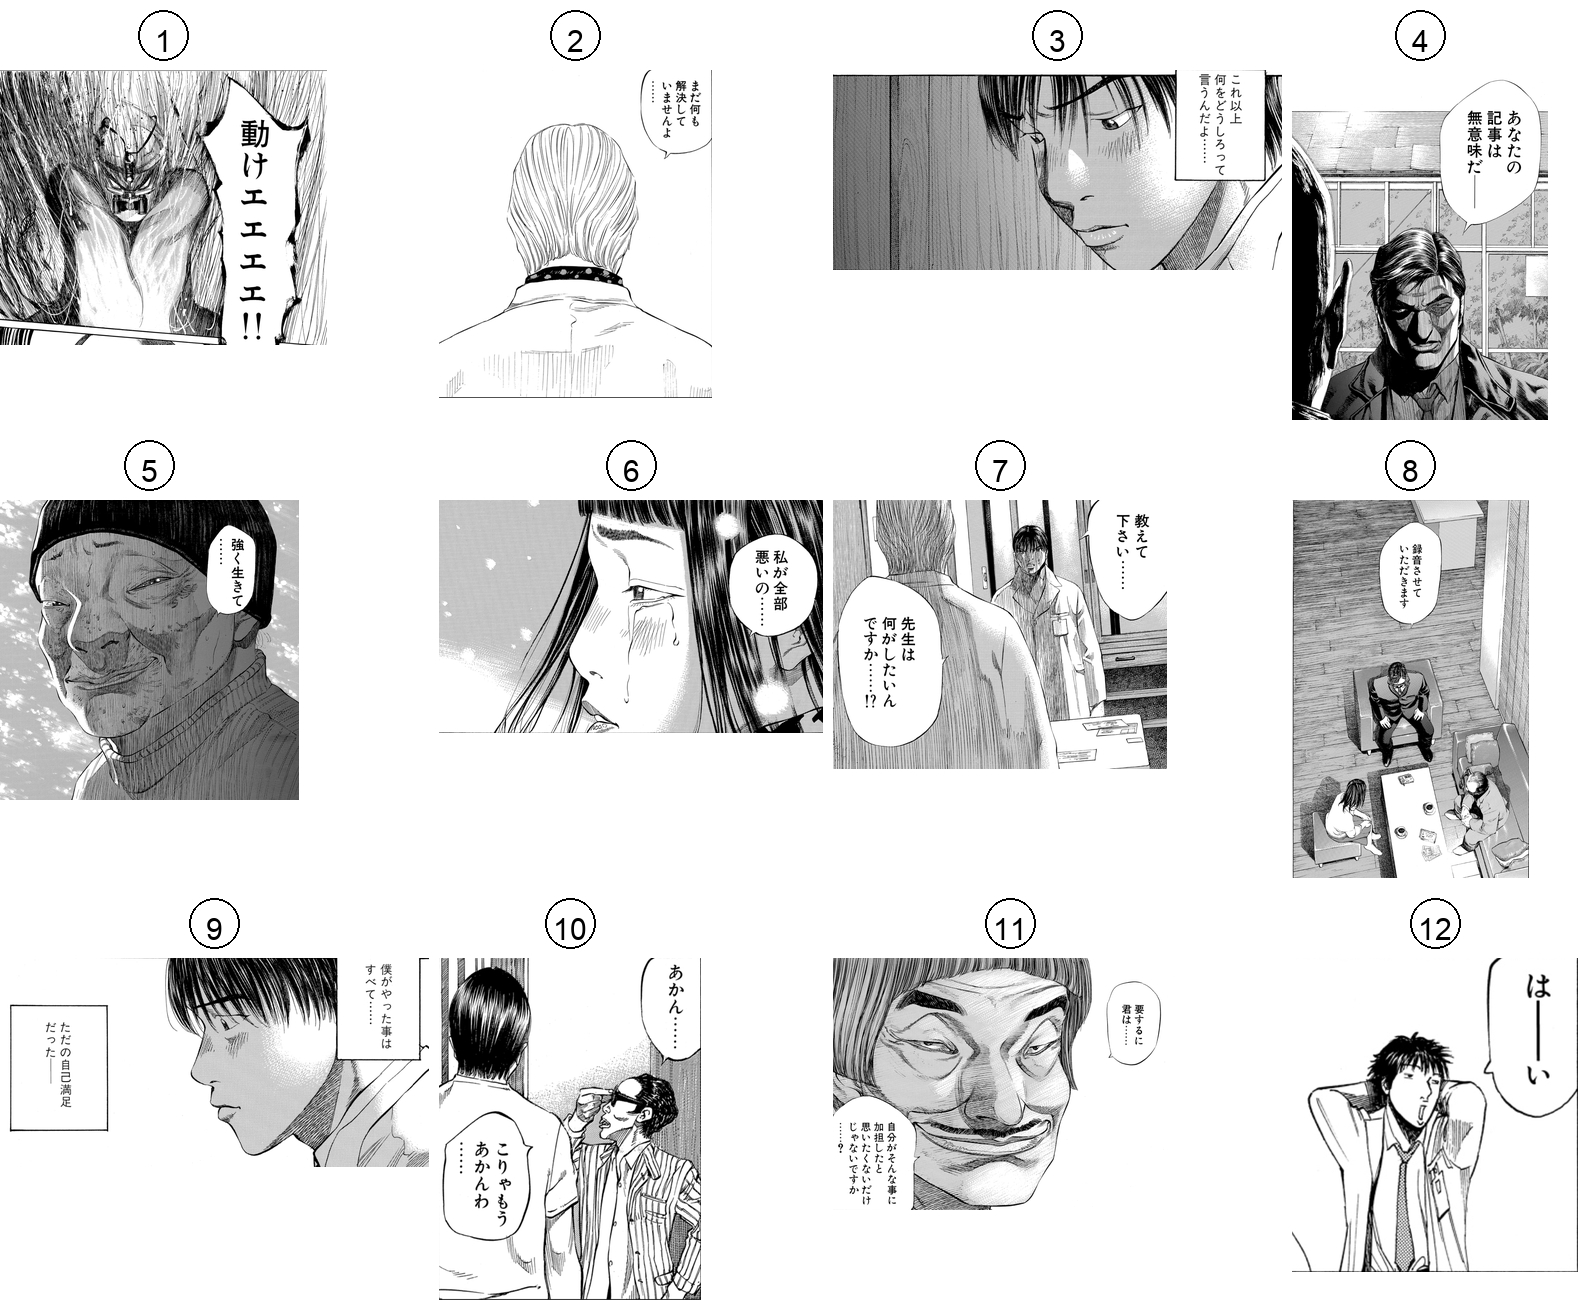 1
動けェェェェ!!
2
まだ何も
解決して
いませんよ
……
3
これ以上
何をどうしろって
言うんだよ……
4
あなたの
記事は
無意味だ―
5
強く生きて
……
6
私が全部
悪いの……
7
教えて
下さい……
先生は
何がしたいん
ですか……!?
8
録音させて
いただきます
9
僕がやった事は
すべて……
ただの自己満足
だった―
10
あかん……
こりゃもう
あかんわ
……
11
要するに
君は……
自分がそんな事に
加担したと
思いたくないだけ
じゃないですか
……?
12
は―い